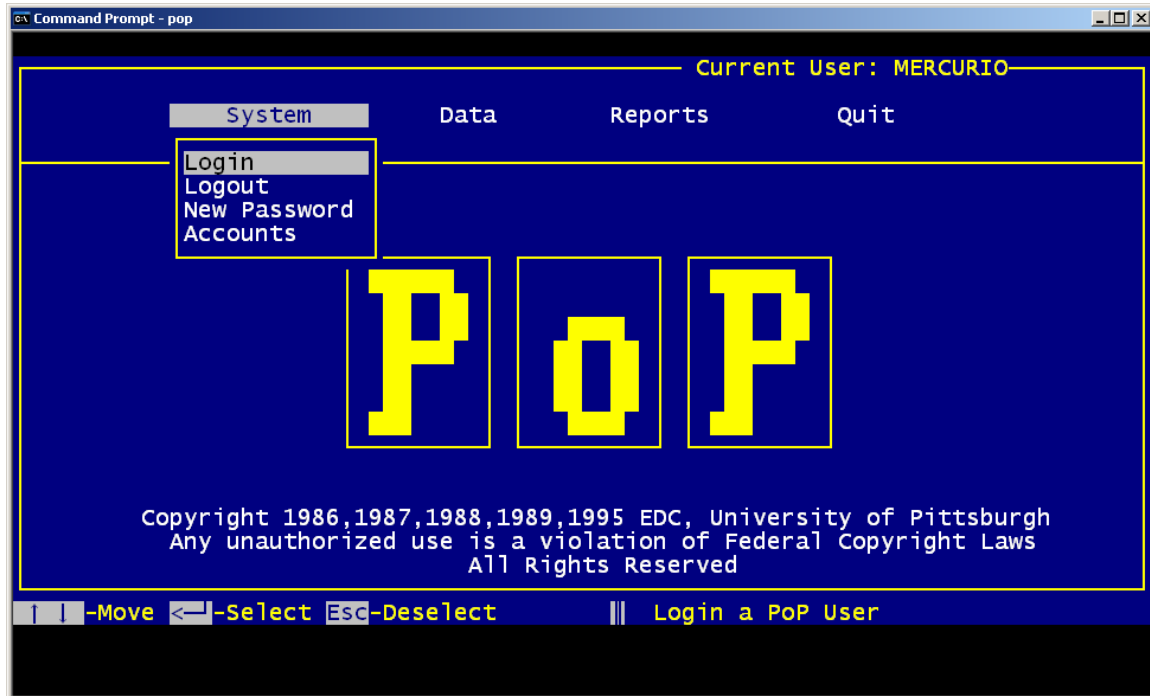 Command Prompt - pop
Current User: MERCURIO
System Data Reports Quit
Login
Logout
New Password
Accounts
PoP
Copyright 1986,1987,1988,1989,1995 EDC, University of Pittsburgh
Any unauthorized use is a violation of Federal Copyright Laws
All Rights Reserved
↑ ↓ -Move <─┘-Select Esc-Deselect ║ Login a PoP User